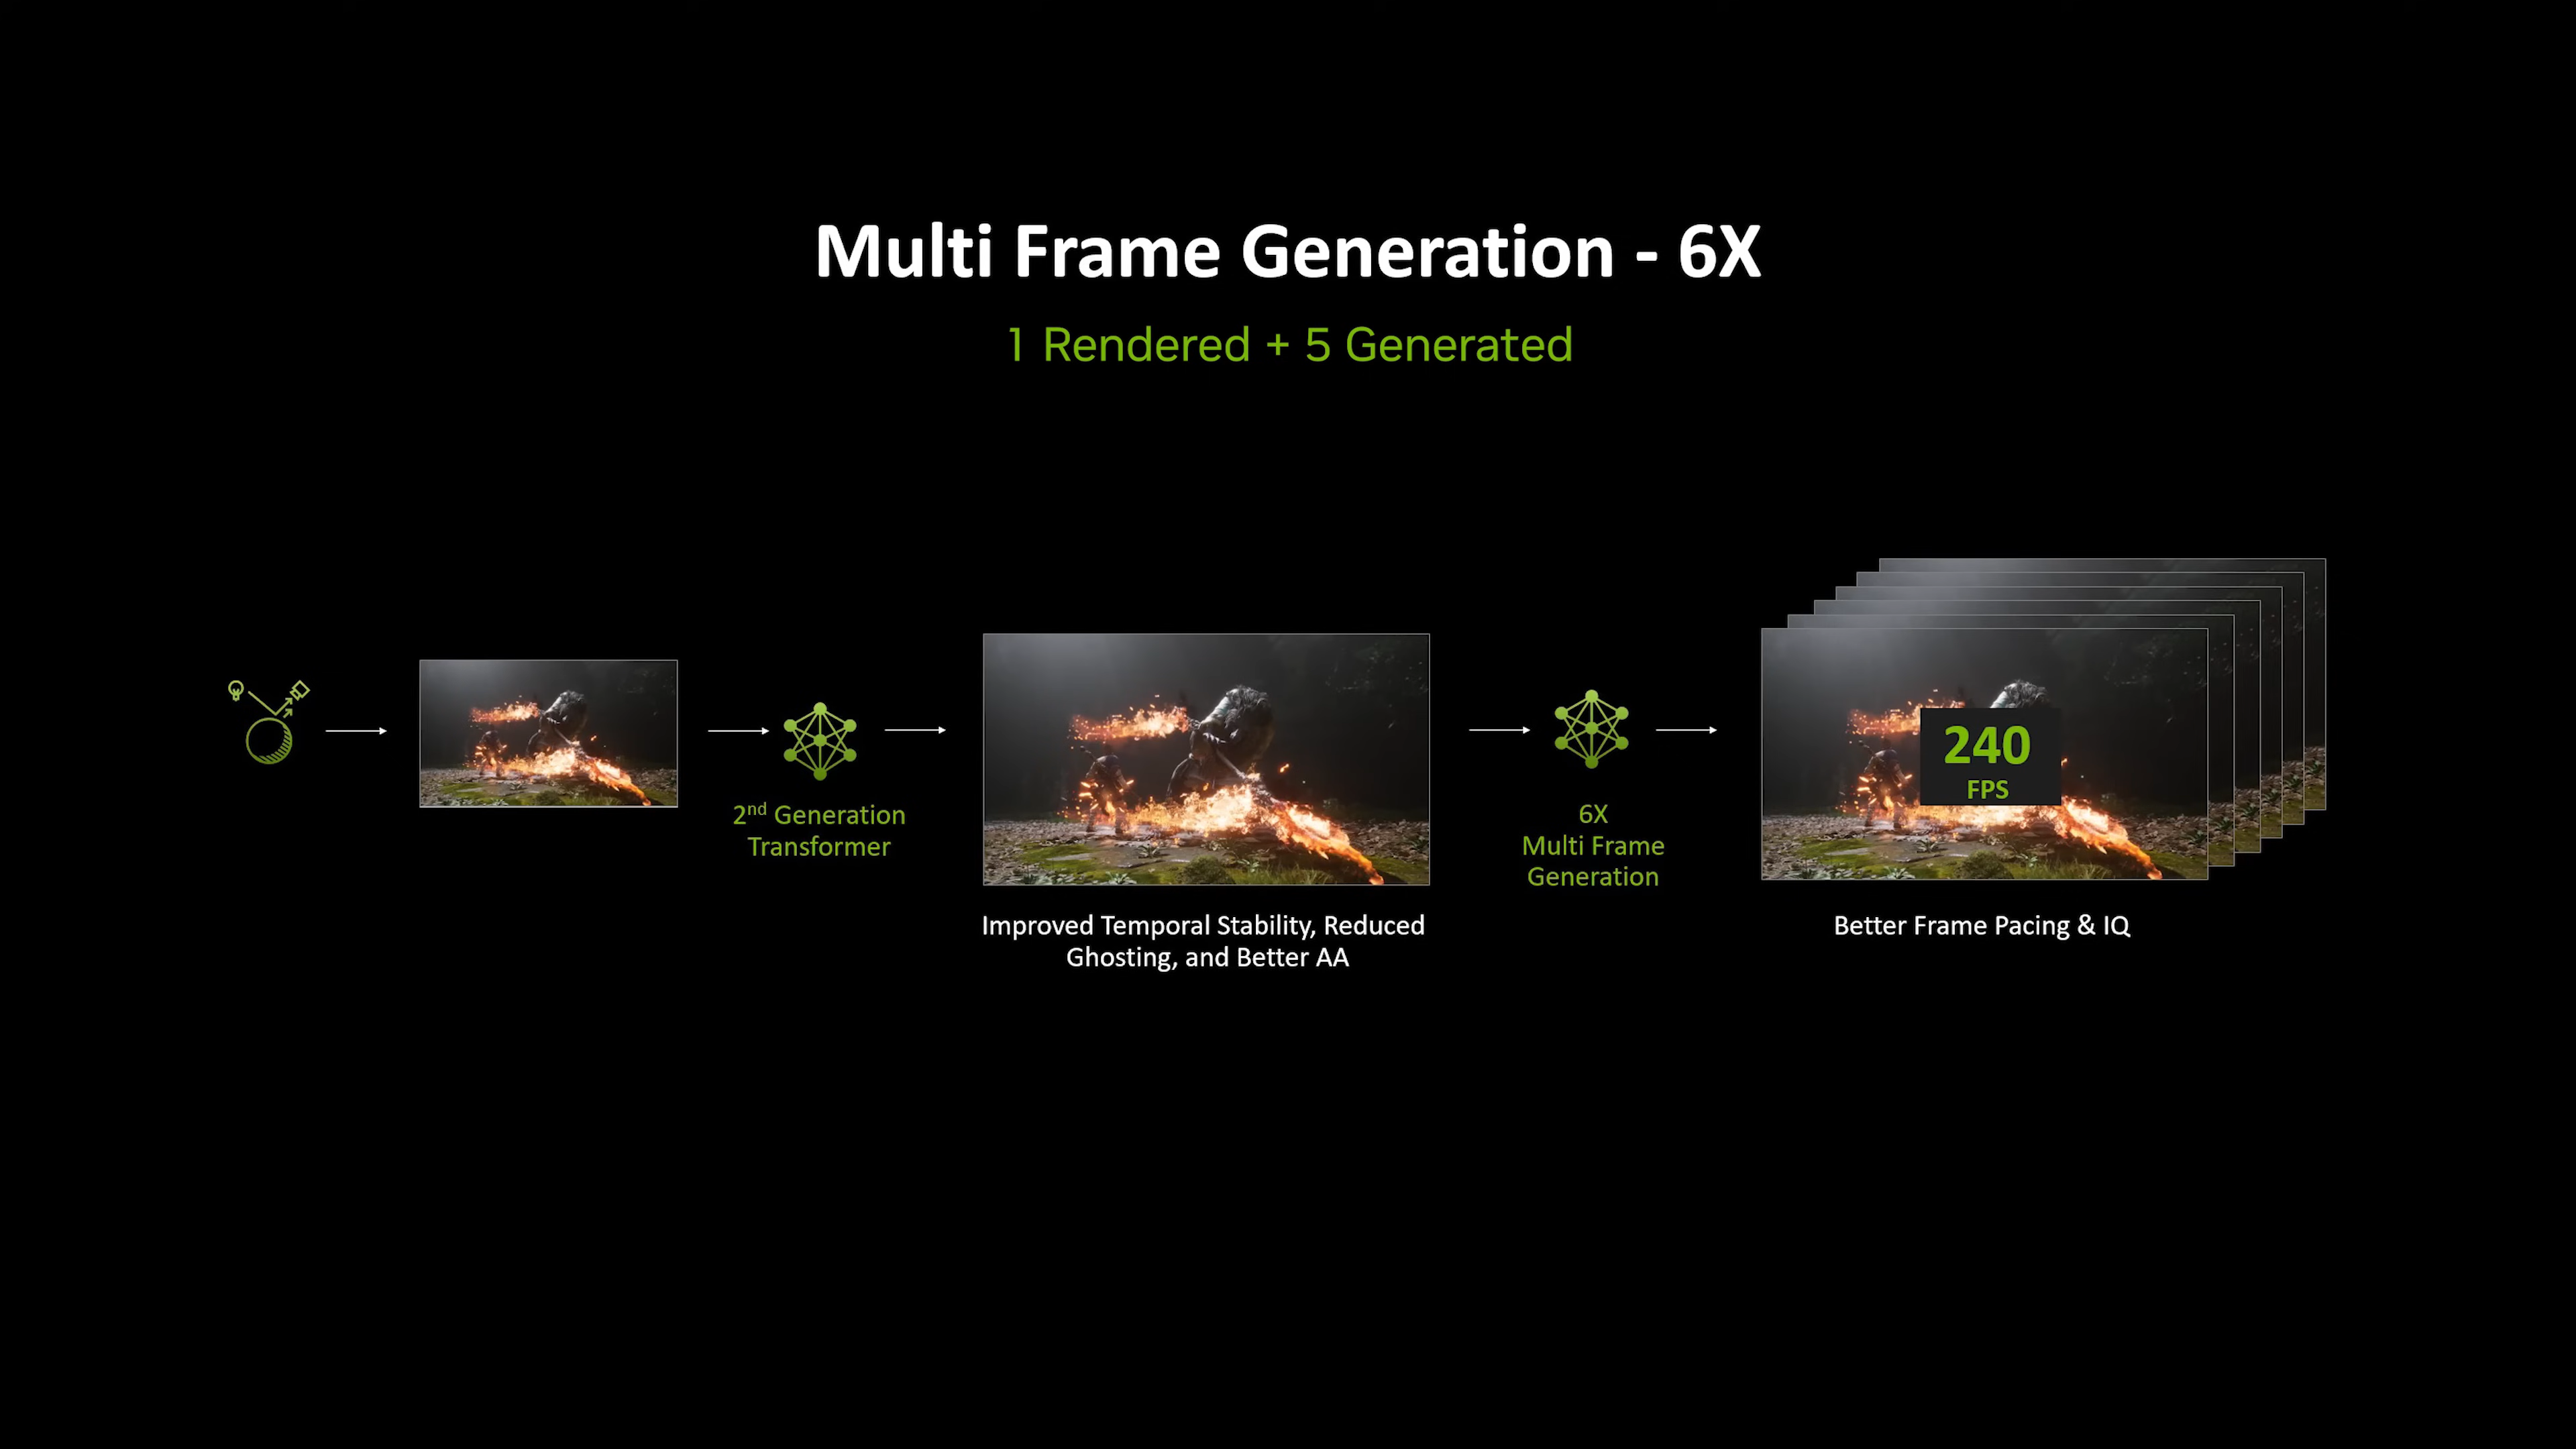 Multi Frame Generation - 6X
1 Rendered + 5 Generated
2nd Generation
Transformer
Improved Temporal Stability, Reduced
Ghosting, and Better AA
6X
Multi Frame
Generation
240
FPS
Better Frame Pacing & IQ